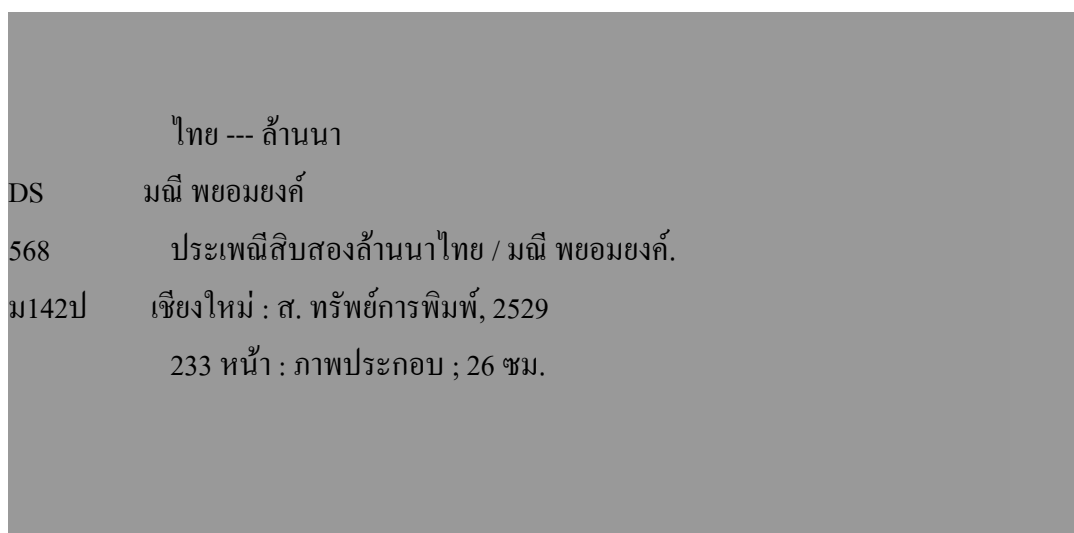 ไทย --- ล้านนา
DS มณี พยอมยงค์
568 ประเพณีสิบสองล้านนาไทย / มณี พยอมยงค์.
ม142ป เชียงใหม่ : ส. ทรัพย์การพิมพ์, 2529
233 หน้า : ภาพประกอบ ; 26 ซม.